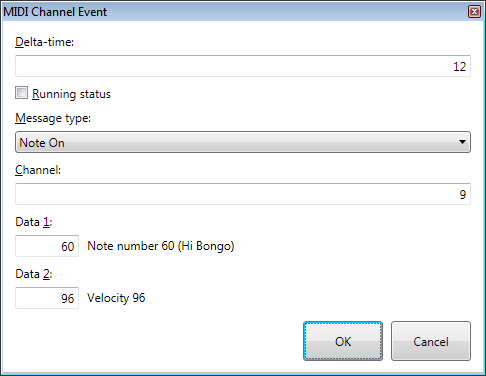 MIDI Channel Event
Delta-time:
12
Running status
Message type:
Note On
Channel:
9
Data 1:
60 Note number 60 (Hi Bongo)
Data 2:
96 Velocity 96
OK Cancel